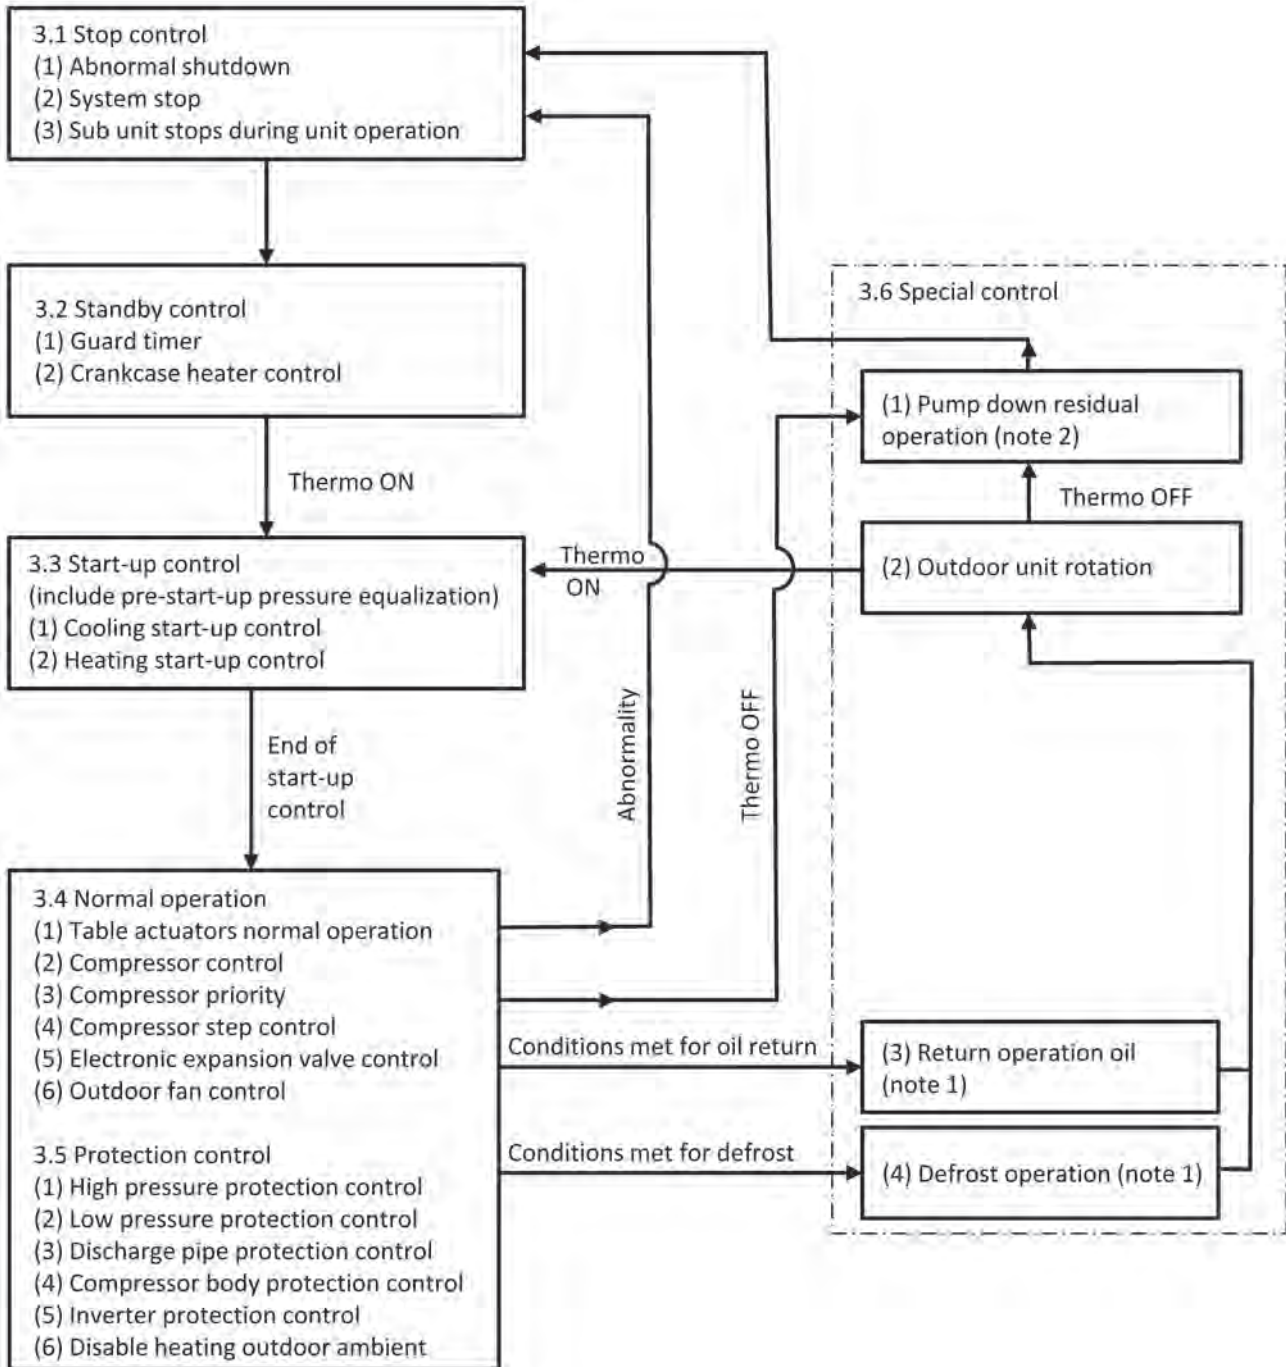 3.1 Stop control
(1) Abnormal shutdown
(2) System stop
(3) Sub unit stops during unit operation
3.2 Standby control
(1) Guard timer
(2) Crankcase heater control
Thermo ON
3.3 Start-up control
(include pre-start-up pressure equalization)
(1) Cooling start-up control
(2) Heating start-up control
End of
start-up
control
3.4 Normal operation
(1) Table actuators normal operation
(2) Compressor control
(3) Compressor priority
(4) Compressor step control
(5) Electronic expansion valve control
(6) Outdoor fan control
3.5 Protection control
(1) High pressure protection control
(2) Low pressure protection control
(3) Discharge pipe protection control
(4) Compressor body protection control
(5) Inverter protection control
(6) Disable heating outdoor ambient
Abnormality
Thermo OFF
Thermo
ON
Conditions met for oil return
Conditions met for defrost
3.6 Special control
(1) Pump down residual
operation (note 2)
Thermo OFF
(2) Outdoor unit rotation
(3) Return operation oil
(note 1)
(4) Defrost operation (note 1)